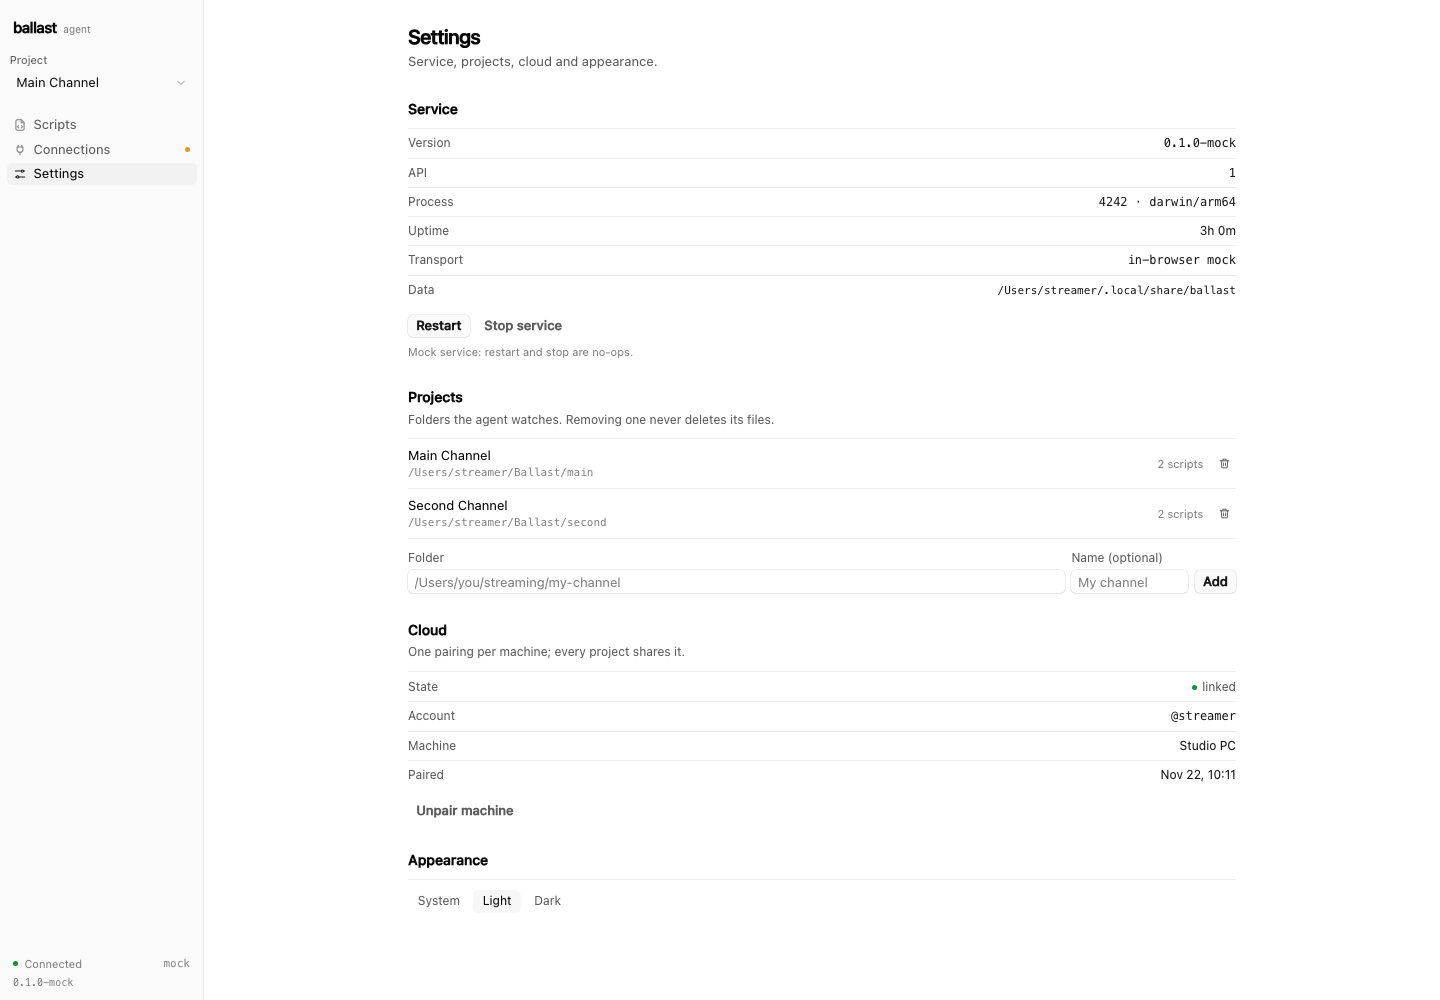 ballast agent
Project
Main Channel
Scripts
Connections
Settings
Connected mock
0.1.0-mock
Settings
Service, projects, cloud and appearance.
Service
Version 0.1.0-mock
API 1
Process 4242 · darwin/arm64
Uptime 3h 0m
Transport in-browser mock
Data /Users/streamer/.local/share/ballast
Restart Stop service
Mock service: restart and stop are no-ops.
Projects
Folders the agent watches. Removing one never deletes its files.
Main Channel
/Users/streamer/Ballast/main
2 scripts
Second Channel
/Users/streamer/Ballast/second
2 scripts
Folder Name (optional)
/Users/you/streaming/my-channel My channel Add
Cloud
One pairing per machine; every project shares it.
State linked
Account @streamer
Machine Studio PC
Paired Nov 22, 10:11
Unpair machine
Appearance
System Light Dark